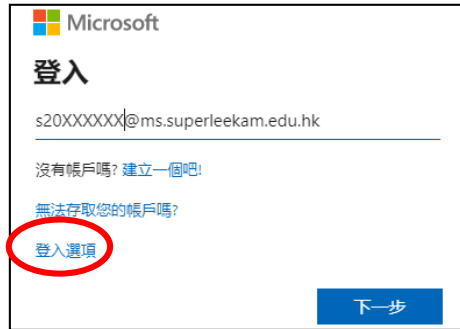 Microsoft
登入
s20XXXXXX@ms.superleekam.edu.hk
沒有帳戶嗎? 建立一個吧!
無法存取您的帳戶嗎?
登入選項
下一步